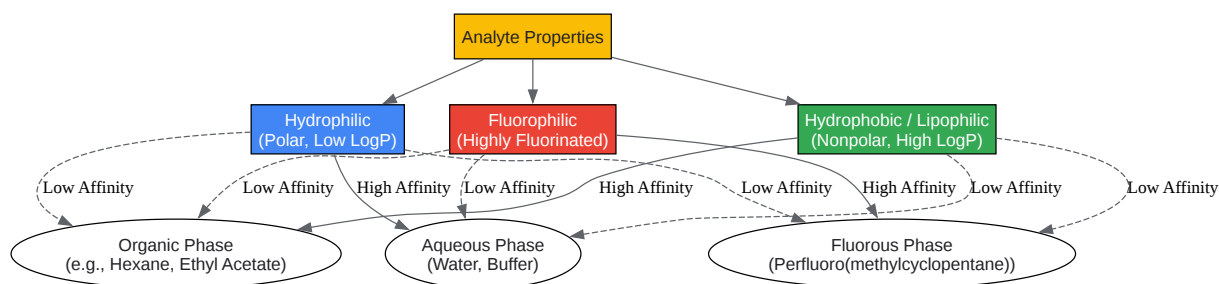 Analyte Properties
Hydrophilic
(Polar, Low LogP)
Fluorophilic
(Highly Fluorinated)
Hydrophobic / Lipophilic
(Nonpolar, High LogP)
Low Affinity
Low Affinity
High Affinity
Low Affinity
High Affinity
Low Affinity
High Affinity
Low Affinity
Low Affinity
Organic Phase
(e.g., Hexane, Ethyl Acetate)
Aqueous Phase
(Water, Buffer)
Fluorous Phase
(Perfluoro(methylcyclopentane))